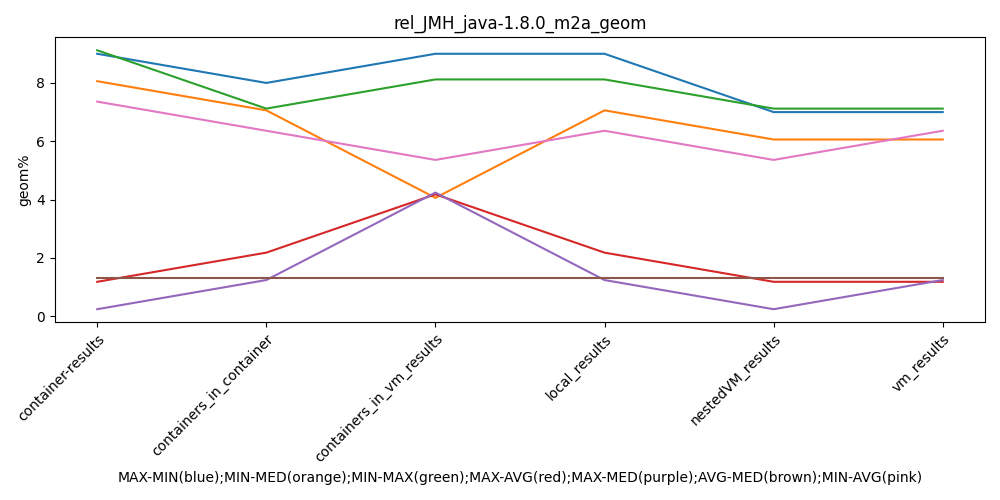 rel_JMH_java-1.8.0_m2a_geom
geom%
8
6
4
2
0
container-results
containers_in_container
containers_in_vm_results
local_results
nestedVM_results
vm_results
MAX-MIN(blue);MIN-MED(orange);MIN-MAX(green);MAX-AVG(red);MAX-MED(purple);AVG-MED(brown);MIN-AVG(pink)